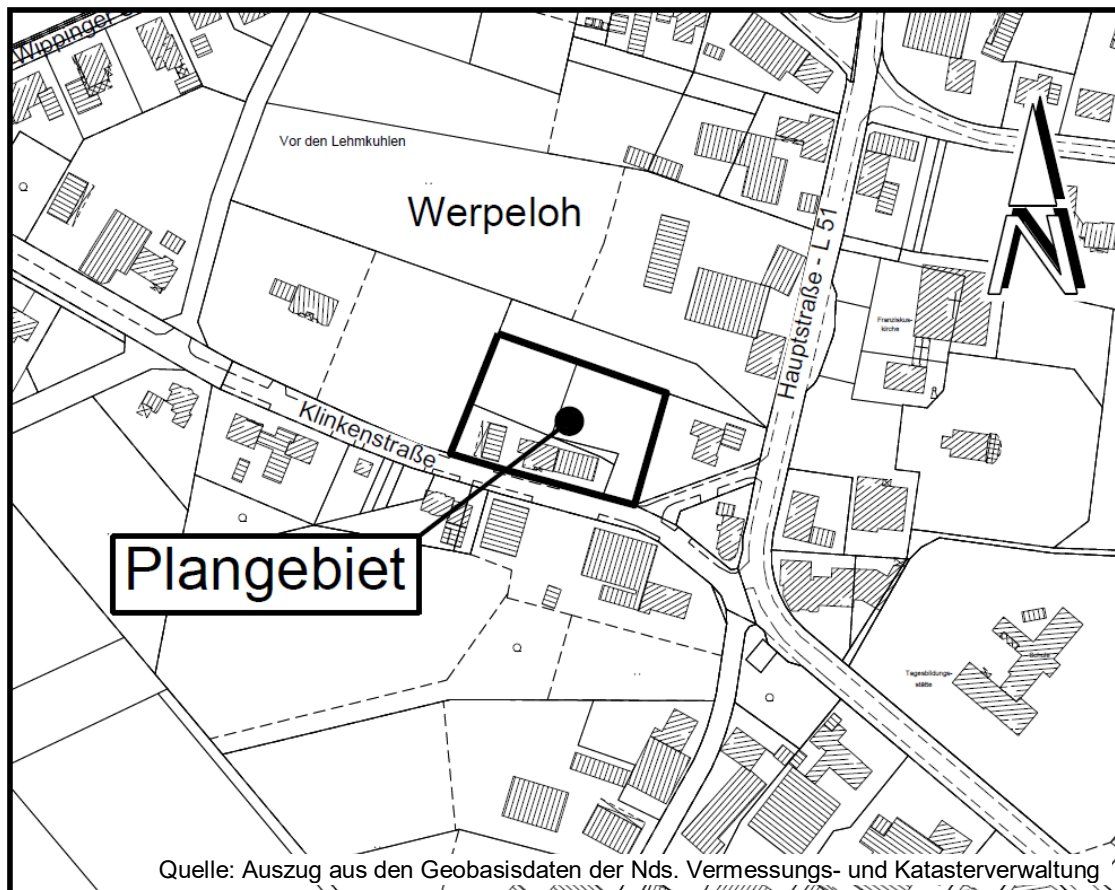 Wippinger
Vor den Lehmkuhlen
Werpeloh
N
Hauptstraße - L 51
Franziskus-
kirche
Klinkenstraße
Plangebiet
Schule
Tagesbildungs-
stätte
Quelle: Auszug aus den Geobasisdaten der Nds. Vermessungs- und Katasterverwaltung